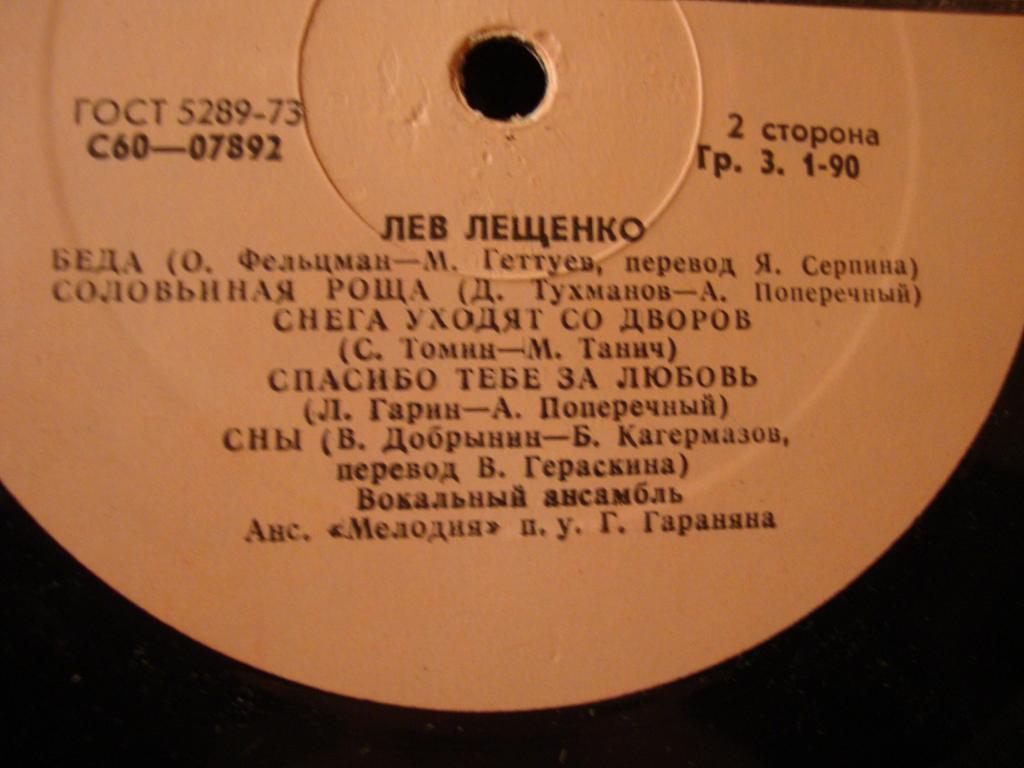 ГОСТ 5289-73
С60—07892
2 сторона
Гр. 3. 1-90
ЛЕВ ЛЕЩЕНКО
БЕДА (О. Фельцман—М. Геттуев, перевод Я. Серпина)
СОЛОВЬИНАЯ РОЩА (Д. Тухманов—А. Поперечный)
СНЕГА УХОДЯТ СО ДВОРОВ
(С. Томин—М. Танич)
СПАСИБО ТЕБЕ ЗА ЛЮБОВЬ
(Л. Гарин—А. Поперечный)
СНЫ (В. Добрынин—Б. Кагермазов,
перевод В. Гераскина)
Вокальный ансамбль
Анс. «Мелодия» п. у. Г. Гараняна